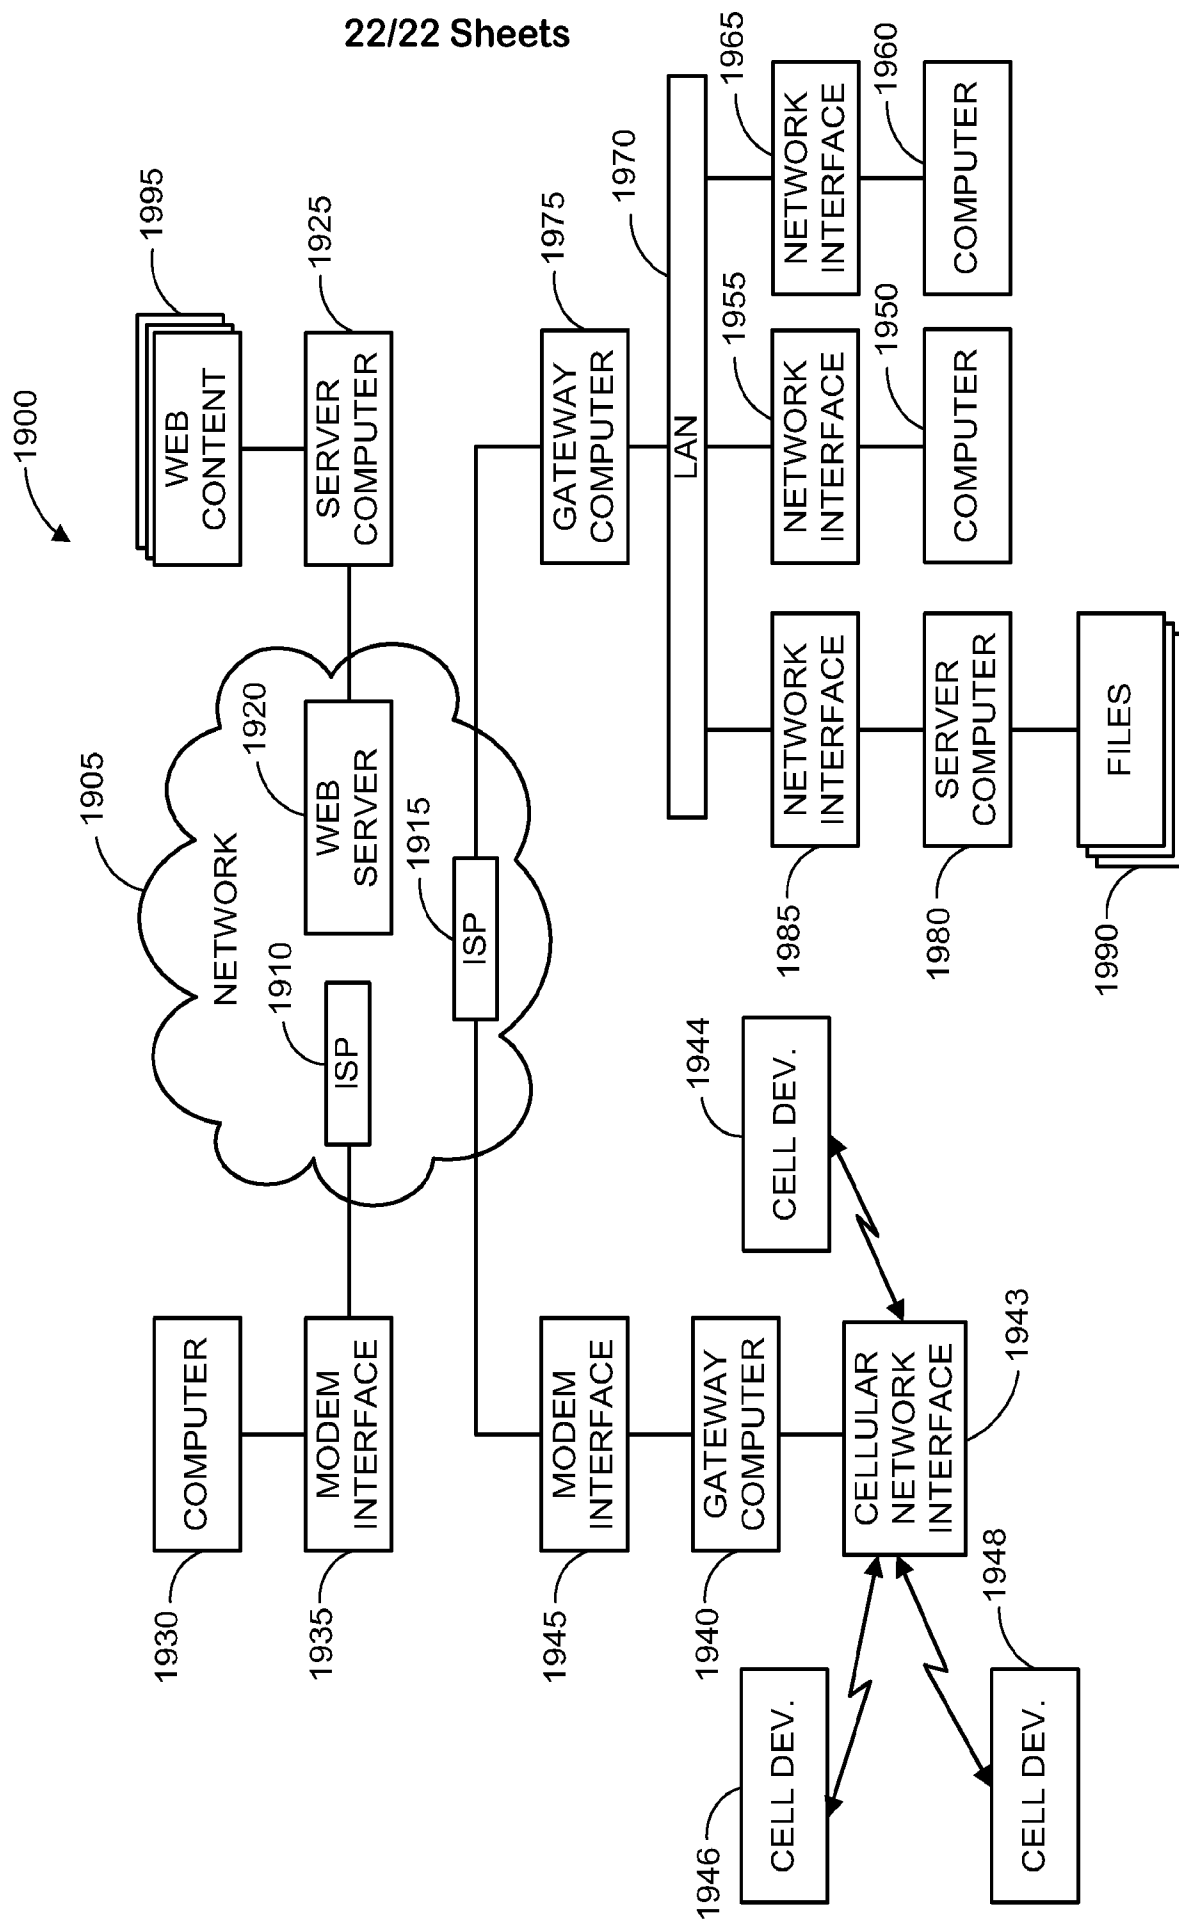 22/22 Sheets
1900
1905
NETWORK
1910
ISP
1915
ISP
1920
WEB
SERVER
1995
WEB
CONTENT
1925
SERVER
COMPUTER
1930
COMPUTER
1935
MODEM
INTERFACE
1945
MODEM
INTERFACE
1940
GATEWAY
COMPUTER
1943
CELLULAR
NETWORK
INTERFACE
1944
CELL DEV.
1946
CELL DEV.
1948
CELL DEV.
1975
GATEWAY
COMPUTER
1970
LAN
1985
NETWORK
INTERFACE
1980
SERVER
COMPUTER
1990
FILES
1955
NETWORK
INTERFACE
1950
COMPUTER
1965
NETWORK
INTERFACE
1960
COMPUTER